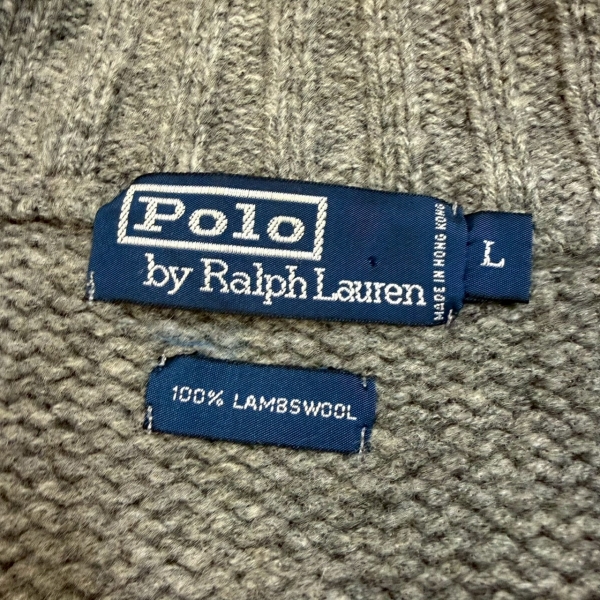 Polo
by Ralph Lauren
MADE IN HONG KONG
L
100% LAMBSWOOL